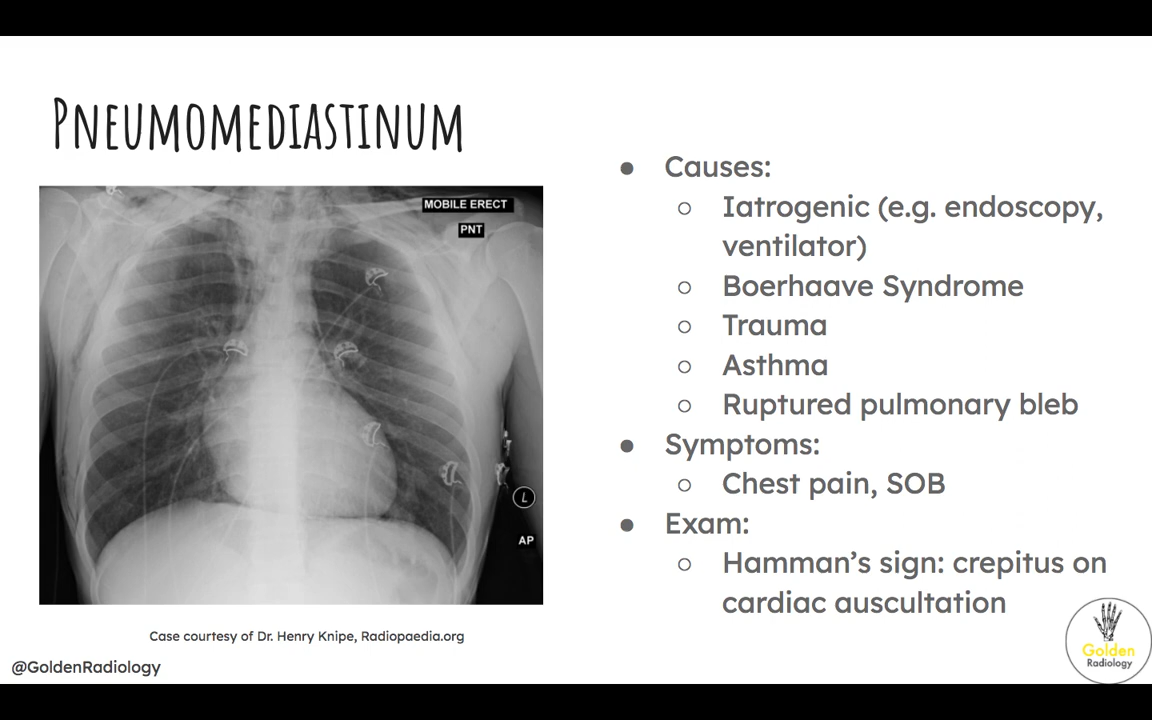 Pneumomediastinum
MOBILE ERECT
PNT
L
AP
Case courtesy of Dr. Henry Knipe, Radiopaedia.org
@GoldenRadiology
● Causes:
○ Iatrogenic (e.g. endoscopy,
ventilator)
○ Boerhaave Syndrome
○ Trauma
○ Asthma
○ Ruptured pulmonary bleb
● Symptoms:
○ Chest pain, SOB
● Exam:
○ Hamman’s sign: crepitus on
cardiac auscultation
Golden
Radiology